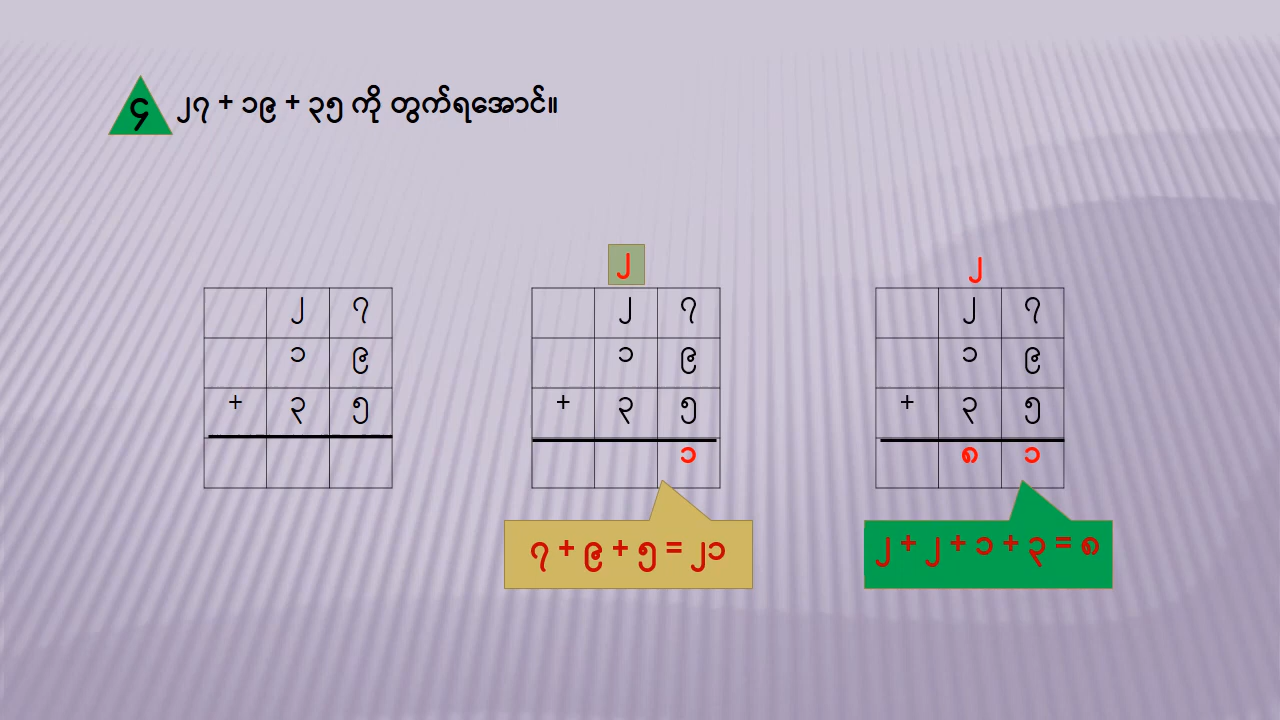 ၄ ၂၇ + ၁၉ + ၃၅ ကို တွက်ရအောင်။
၂ ၇
၁ ၉
+ ၃ ၅
၂
၂ ၇
၁ ၉
+ ၃ ၅
၁
၇ + ၉ + ၅ = ၂၁
၂
၂ ၇
၁ ၉
+ ၃ ၅
၈ ၁
၂ + ၂ + ၁ + ၃ = ၈